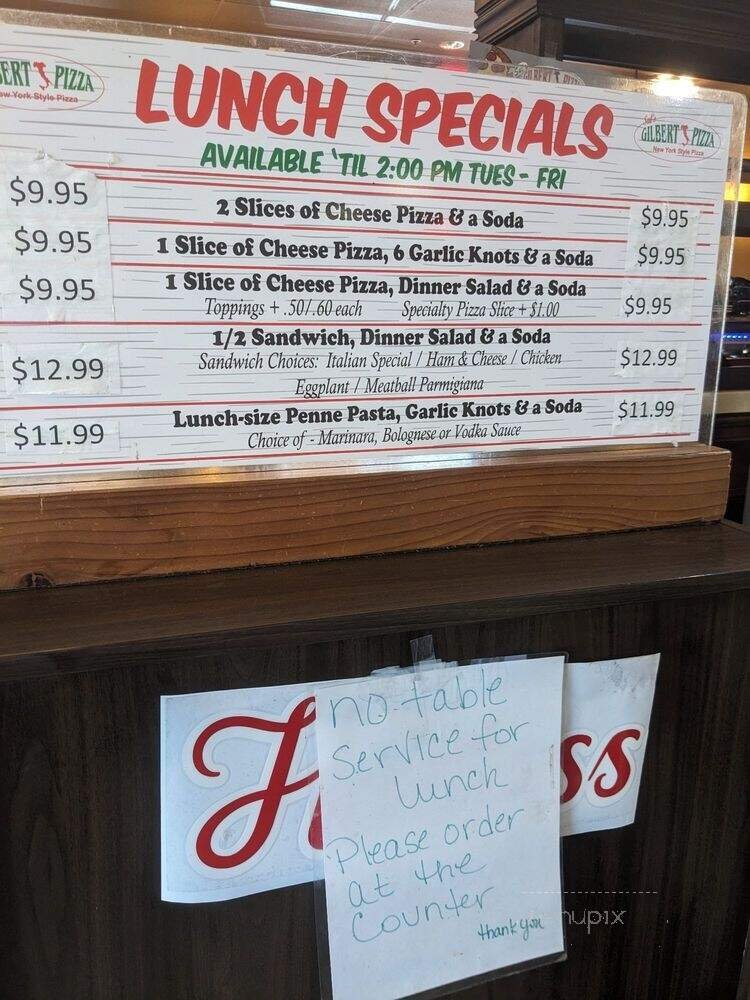 BERT PIZZA
ew York Style Pizza
GILBERT PIZZA
LUNCH SPECIALS
Sal's
GILBERT PIZZA
New York Style Pizza
AVAILABLE 'TIL 2:00 PM TUES - FRI
$9.95 2 Slices of Cheese Pizza & a Soda $9.95
$9.95 1 Slice of Cheese Pizza, 6 Garlic Knots & a Soda $9.95
$9.95 1 Slice of Cheese Pizza, Dinner Salad & a Soda $9.95
Toppings + .50/.60 each Specialty Pizza Slice + $1.00
$12.99 1/2 Sandwich, Dinner Salad & a Soda $12.99
Sandwich Choices: Italian Special / Ham & Cheese / Chicken
Eggplant / Meatball Parmigiana
$11.99 Lunch-size Penne Pasta, Garlic Knots & a Soda $11.99
Choice of - Marinara, Bolognese or Vodka Sauce
no table
service for
lunch
Please order
at the
Counter
thank you
ss
nupix